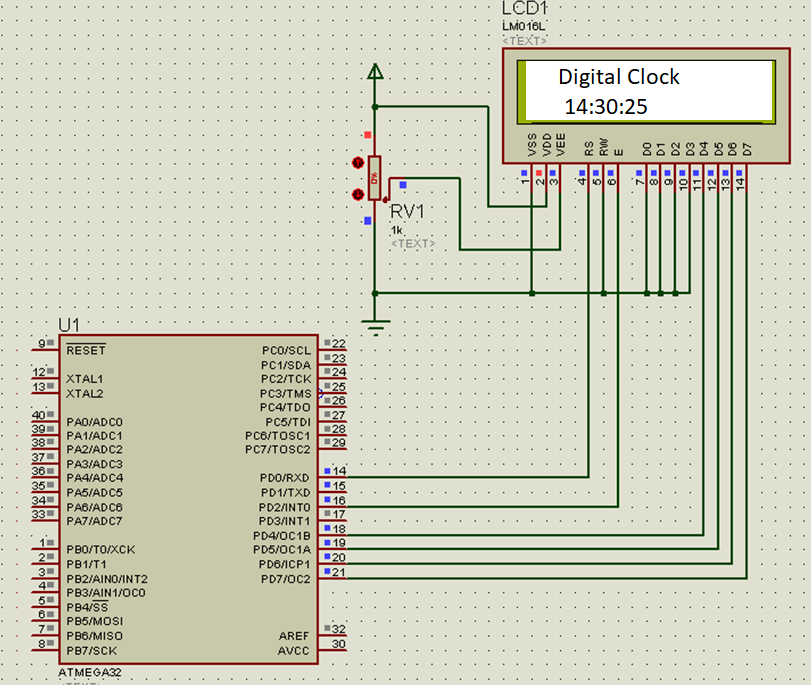 LCD1
LM016L
<TEXT>
Digital Clock
14:30:25
VSS VDD VEE RS RW E D0 D1 D2 D3 D4 D5 D6 D7
1 2 3 4 5 6 7 8 9 10 11 12 13 14
0%
RV1
1k
<TEXT>
U1
9 RESET PC0/SCL 22
PC1/SDA 23
12 XTAL1 PC2/TCK 24
13 XTAL2 PC3/TMS 25
PC4/TDO 26
40 PA0/ADC0 PC5/TDI 27
39 PA1/ADC1 PC6/TOSC1 28
38 PA2/ADC2 PC7/TOSC2 29
37 PA3/ADC3
36 PA4/ADC4 PD0/RXD 14
35 PA5/ADC5 PD1/TXD 15
34 PA6/ADC6 PD2/INT0 16
33 PA7/ADC7 PD3/INT1 17
PD4/OC1B 18
1 PB0/T0/XCK PD5/OC1A 19
2 PB1/T1 PD6/ICP1 20
3 PB2/AIN0/INT2 PD7/OC2 21
4 PB3/AIN1/OC0
5 PB4/SS
6 PB5/MOSI
7 PB6/MISO AREF 32
8 PB7/SCK AVCC 30
ATMEGA32
<TEXT>